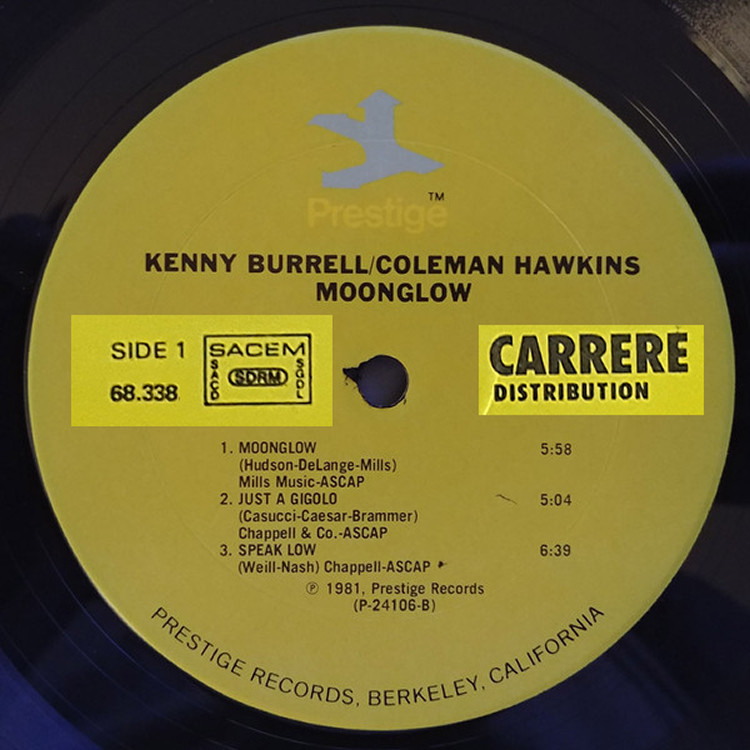 Prestige™
KENNY BURRELL/COLEMAN HAWKINS
MOONGLOW
SIDE 1
68.338
SACEM
SACD
SDRM
SGDL
CARRERE
DISTRIBUTION
1. MOONGLOW 5:58
(Hudson-DeLange-Mills)
Mills Music-ASCAP
2. JUST A GIGOLO 5:04
(Casucci-Caesar-Brammer)
Chappell & Co.-ASCAP
3. SPEAK LOW 6:39
(Weill-Nash) Chappell-ASCAP
℗ 1981, Prestige Records
(P-24106-B)
PRESTIGE RECORDS, BERKELEY, CALIFORNIA